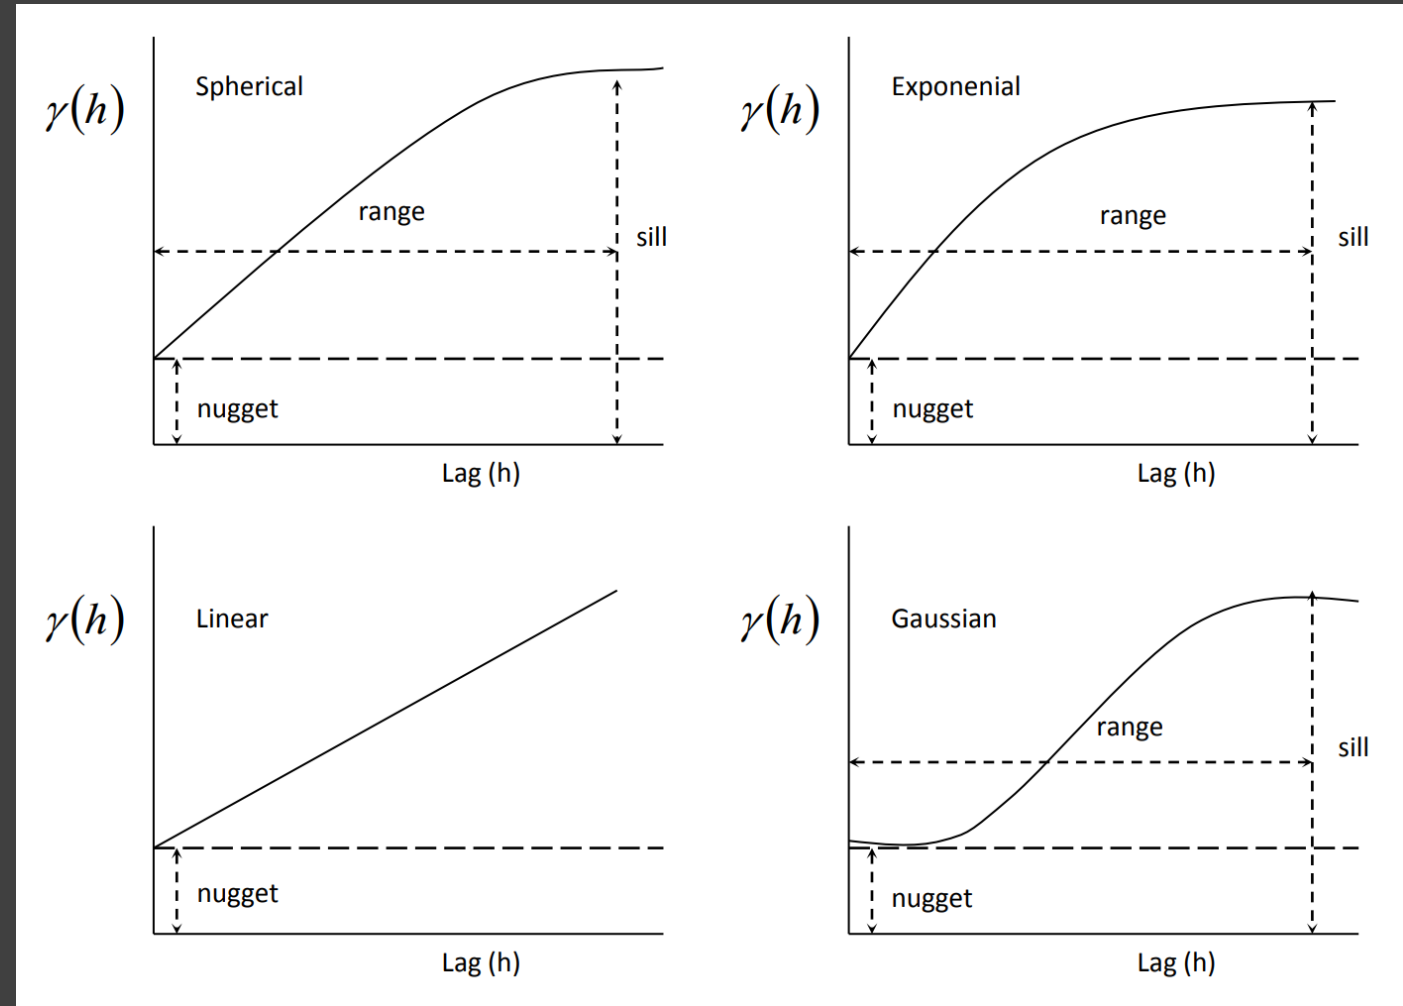 Spherical
γ(h)
range
sill
nugget
Lag (h)
Exponenial
γ(h)
range
sill
nugget
Lag (h)
Linear
γ(h)
nugget
Lag (h)
Gaussian
γ(h)
range
sill
nugget
Lag (h)